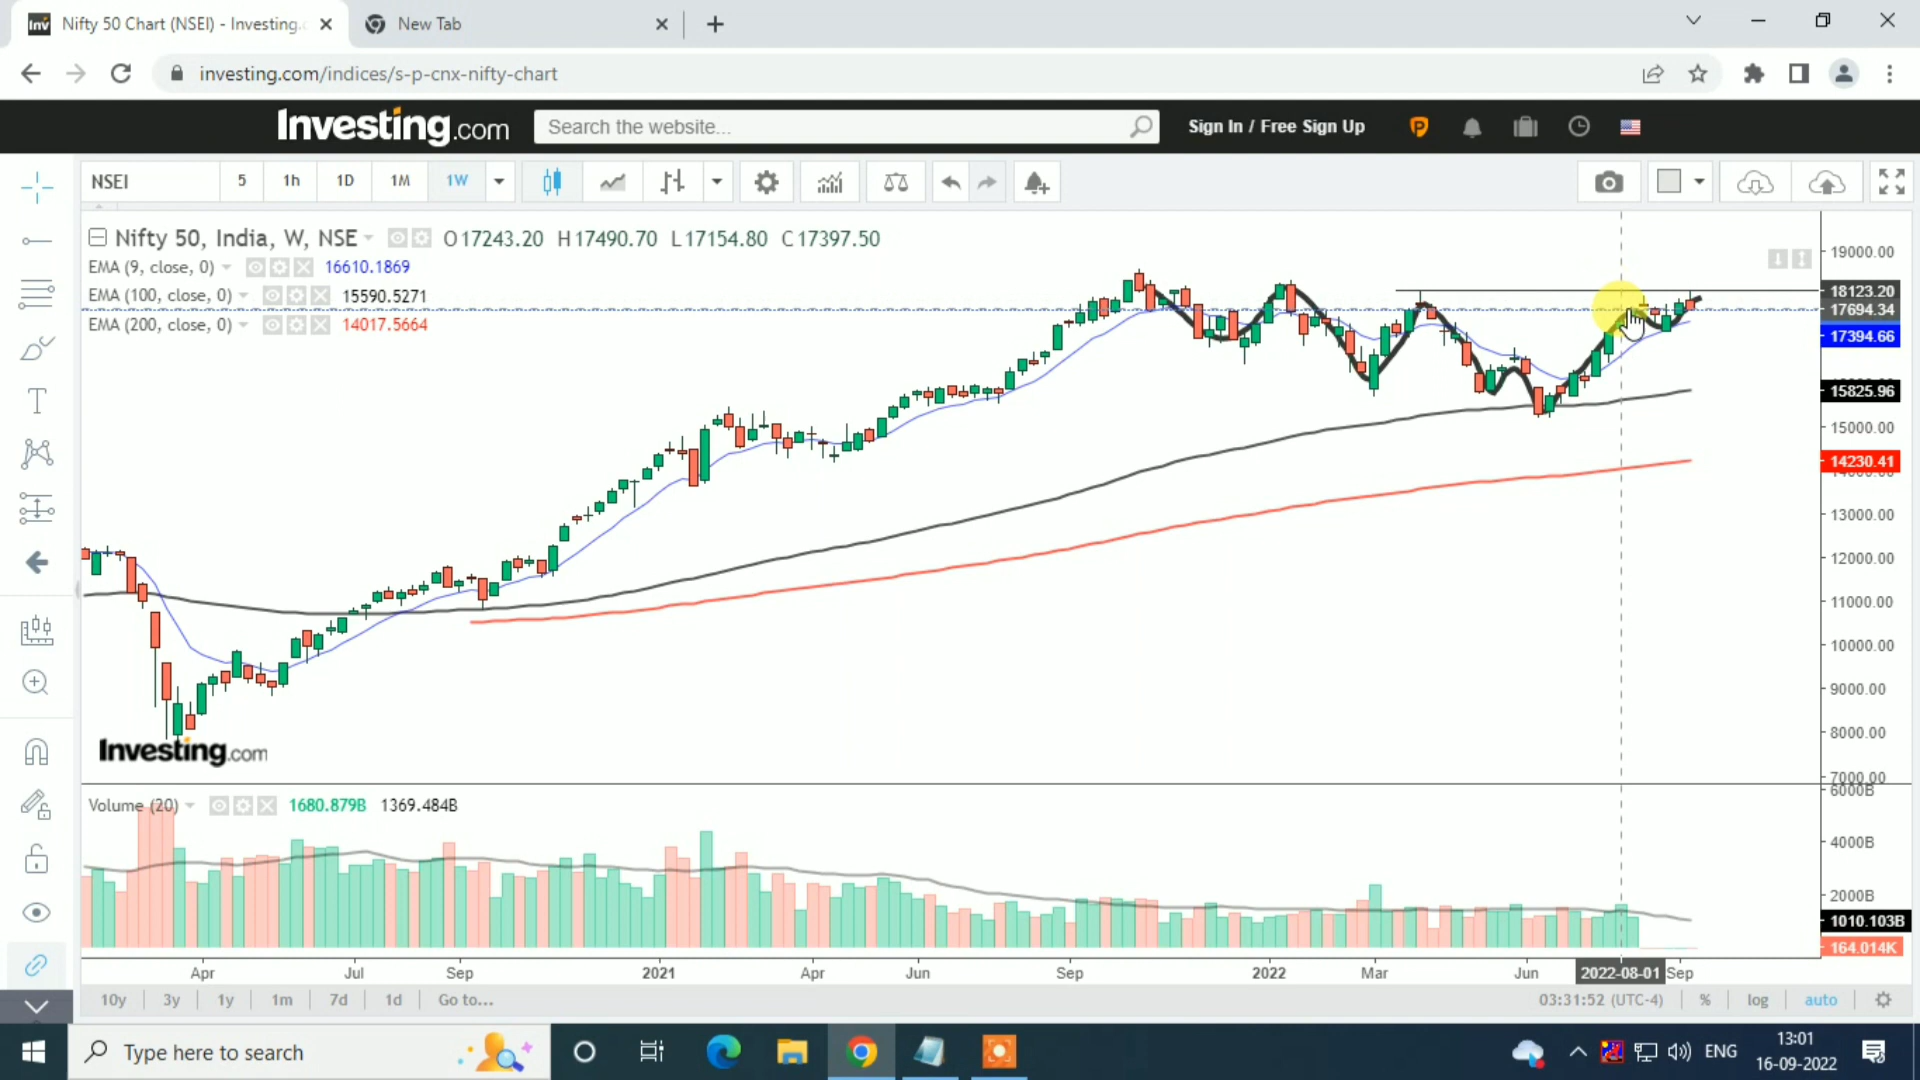 Nifty 50 Chart (NSEI) - Investing.c
New Tab
investing.com/indices/s-p-cnx-nifty-chart
Investing.com
Search the website...
Sign In / Free Sign Up
NSEI 5 1h 1D 1M 1W
Nifty 50, India, W, NSE O17243.20 H17490.70 L17154.80 C17397.50
EMA (9, close, 0) 16610.1869
EMA (100, close, 0) 15590.5271
EMA (200, close, 0) 14017.5664
19000.00
18123.20
17694.34
17394.66
15825.96
15000.00
14230.41
13000.00
12000.00
11000.00
10000.00
9000.00
8000.00
7000.00
Investing.com
Volume (20) 1680.879B 1369.484B
6000B
4000B
2000B
1010.103B
164.014K
Apr Jul Sep 2021 Apr Jun Sep 2022 Mar Jun 2022-08-01 Sep
10y 3y 1y 1m 7d 1d Go to... 03:31:52 (UTC-4) % log auto
Type here to search
ENG
13:01
16-09-2022